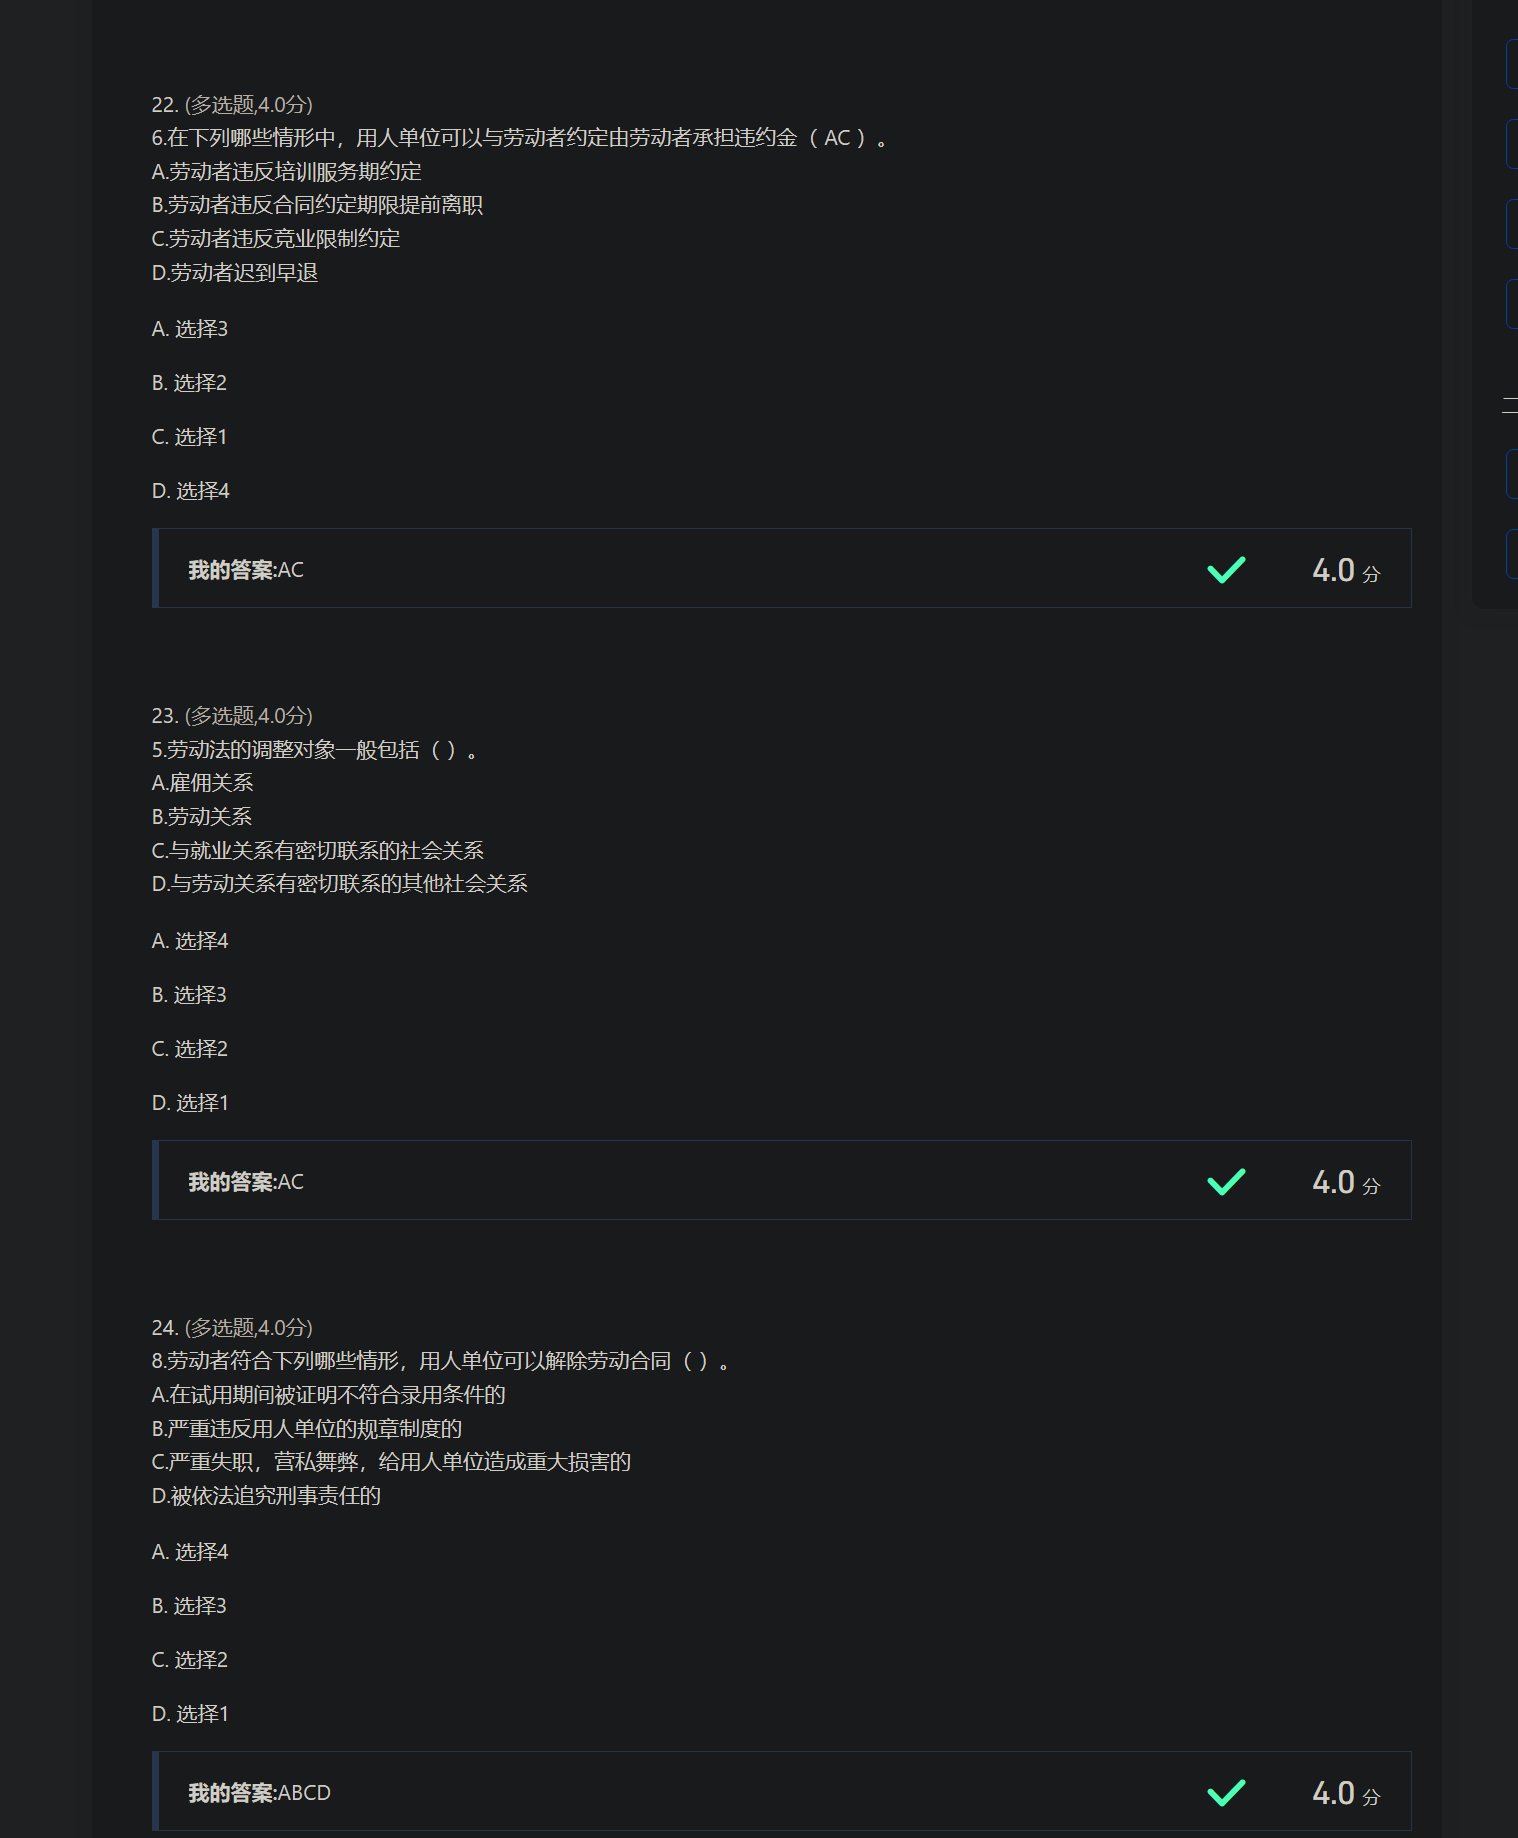 22. (多选题,4.0分)
6.在下列哪些情形中，用人单位可以与劳动者约定由劳动者承担违约金（ AC ）。
A.劳动者违反培训服务期约定
B.劳动者违反合同约定期限提前离职
C.劳动者违反竞业限制约定
D.劳动者迟到早退
A. 选择3
B. 选择2
C. 选择1
D. 选择4
我的答案:AC 4.0 分
23. (多选题,4.0分)
5.劳动法的调整对象一般包括（ ）。
A.雇佣关系
B.劳动关系
C.与就业关系有密切联系的社会关系
D.与劳动关系有密切联系的其他社会关系
A. 选择4
B. 选择3
C. 选择2
D. 选择1
我的答案:AC 4.0 分
24. (多选题,4.0分)
8.劳动者符合下列哪些情形，用人单位可以解除劳动合同（ ）。
A.在试用期间被证明不符合录用条件的
B.严重违反用人单位的规章制度的
C.严重失职，营私舞弊，给用人单位造成重大损害的
D.被依法追究刑事责任的
A. 选择4
B. 选择3
C. 选择2
D. 选择1
我的答案:ABCD 4.0 分